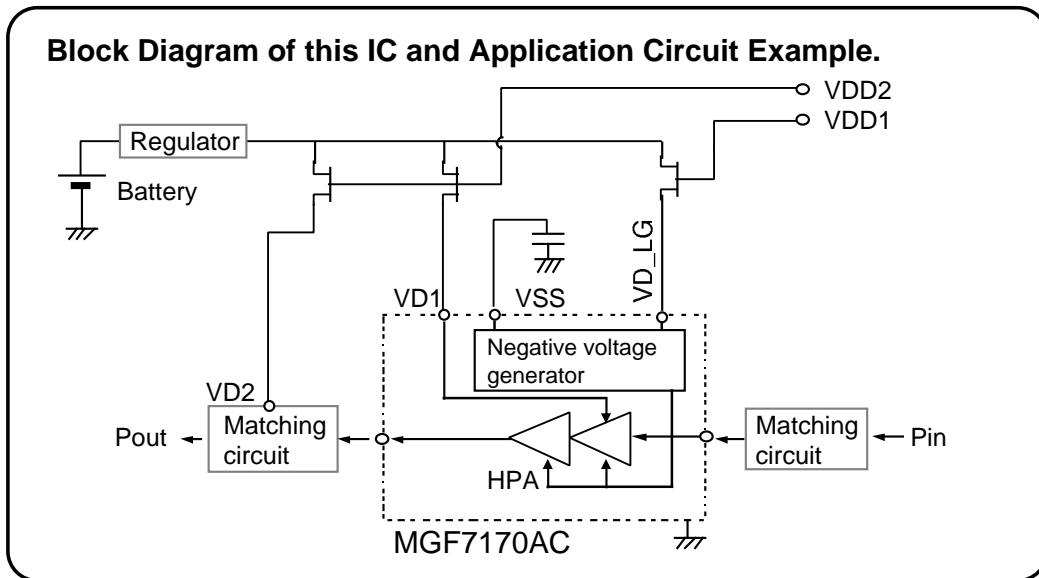 Block Diagram of this IC and Application Circuit Example.
VDD2
VDD1
Regulator
Battery
VD_LG
VD1
VSS
Negative voltage
generator
VD2
Matching
circuit
Pout
HPA
Matching
circuit
Pin
MGF7170AC